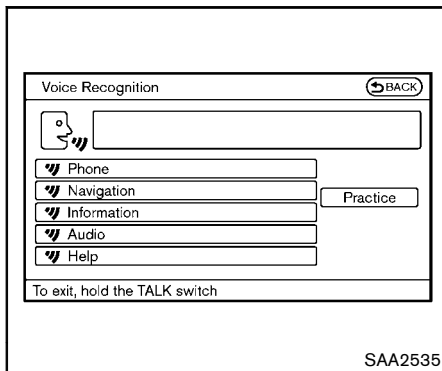 Voice Recognition
BACK
Phone
Navigation
Practice
Information
Audio
Help
To exit, hold the TALK switch
SAA2535